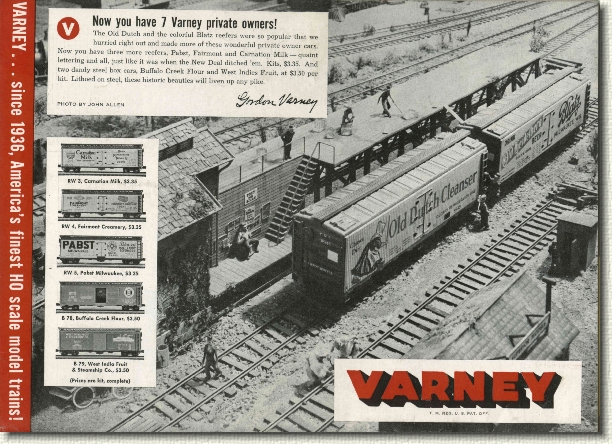 VARNEY... since 1936, America's finest HO scale model trains!
V
Now you have 7 Varney private owners!
The Old Dutch and the colorful Blatz reefers were so popular that we
hurried right out and made more of these wonderful private owner cars.
Now you have three more reefers, Pabst, Fairmont and Carnation Milk — quaint
lettering and all, just like it was when the New Deal ditched 'em. Kits, $3.35. And
two dandy steel box cars, Buffalo Creek Flour and West Indies Fruit, at $3.50 per
kit. Lithoed on steel, these historic beauties will liven up any pike.
PHOTO BY JOHN ALLEN
Gordon Varney
Carnation
Milk
RW 3, Carnation Milk, $3.35
RW 4, Fairmont Creamery, $3.35
PABST
RW 5, Pabst Milwaukee, $3.35
B 78, Buffalo Creek Flour, $3.50
B 79, West India Fruit
& Steamship Co., $3.50
(Prices are kit, complete)
Old Dutch Cleanser
Blatz
VARNEY
T. M. REG. U. S. PAT. OFF.